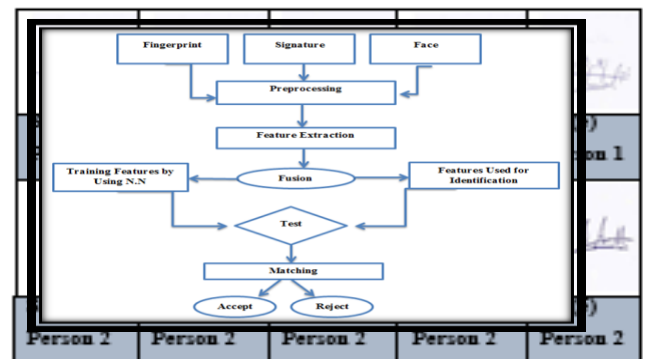 Fingerprint
Signature
Face
Preprocessing
Feature Extraction
Training Features by
Using N.N
Fusion
Features Used for
Identification
Test
Matching
Accept
Reject
on 1
Person 2
Person 2
Person 2
Person 2
Person 2